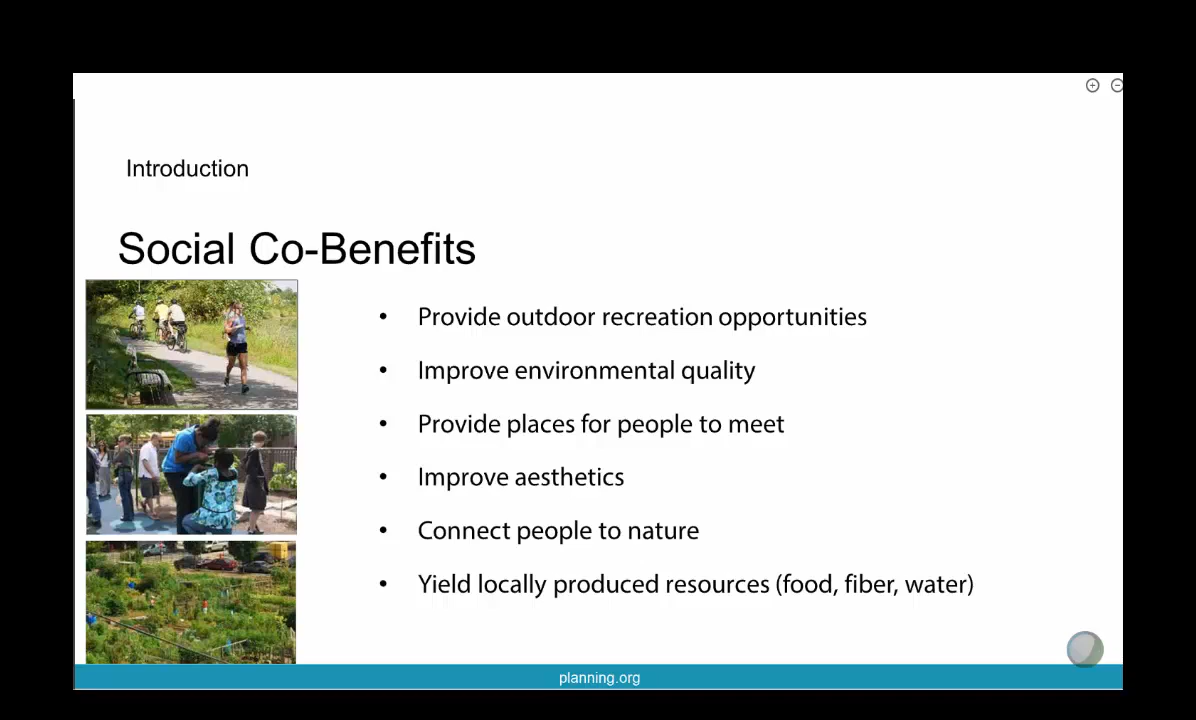 Introduction
Social Co-Benefits
• Provide outdoor recreation opportunities
• Improve environmental quality
• Provide places for people to meet
• Improve aesthetics
• Connect people to nature
• Yield locally produced resources (food, fiber, water)
planning.org